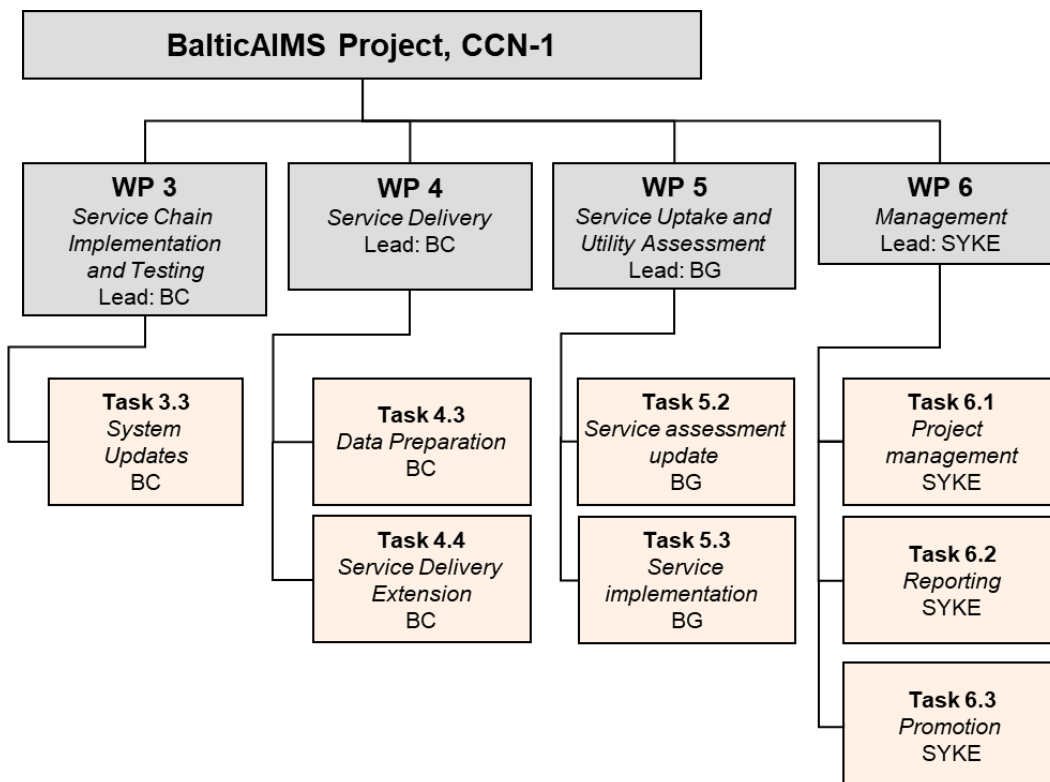 BalticAIMS Project, CCN-1
WP 3
Service Chain
Implementation
and Testing
Lead: BC
WP 4
Service Delivery
Lead: BC
WP 5
Service Uptake and
Utility Assessment
Lead: BG
WP 6
Management
Lead: SYKE
Task 3.3
System
Updates
BC
Task 4.3
Data Preparation
BC
Task 5.2
Service assessment
update
BG
Task 6.1
Project
management
SYKE
Task 4.4
Service Delivery
Extension
BC
Task 5.3
Service
implementation
BG
Task 6.2
Reporting
SYKE
Task 6.3
Promotion
SYKE